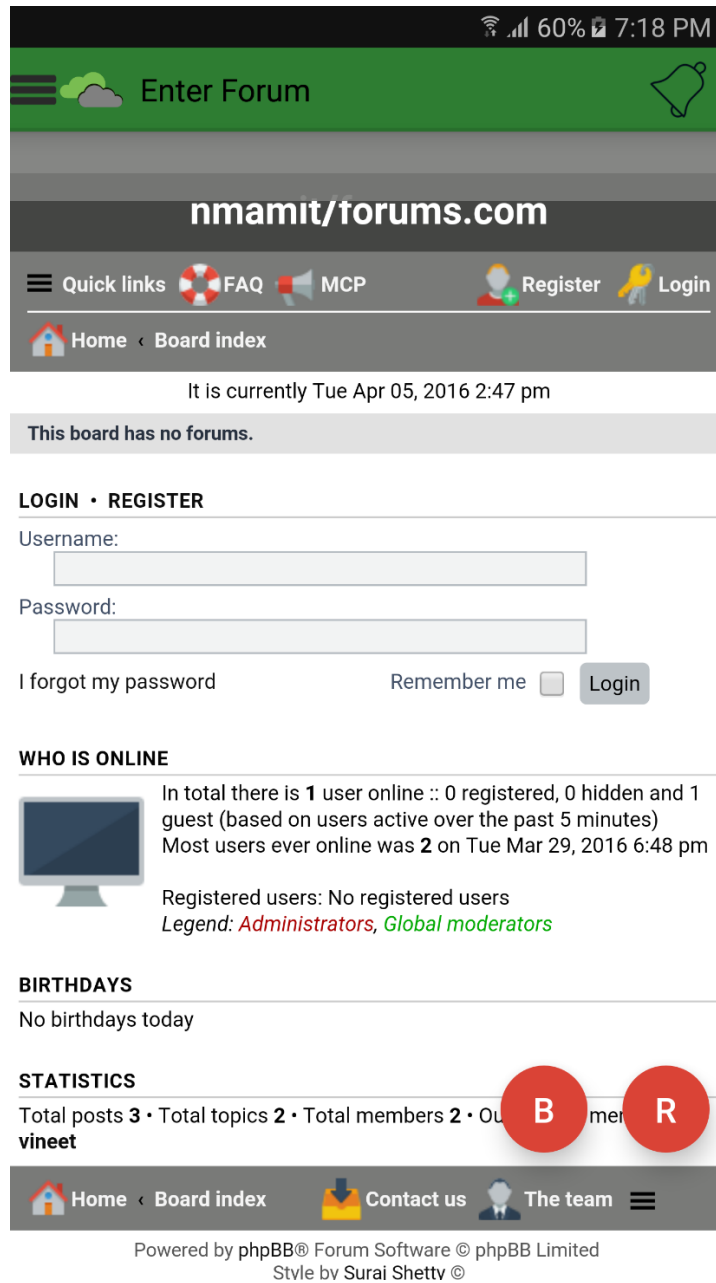 60% 7:18 PM
Enter Forum
nmamit/forums.com
Quick links FAQ MCP Register Login
Home ‹ Board index
It is currently Tue Apr 05, 2016 2:47 pm
This board has no forums.
LOGIN • REGISTER
Username:
Password:
I forgot my password Remember me Login
WHO IS ONLINE
In total there is 1 user online :: 0 registered, 0 hidden and 1
guest (based on users active over the past 5 minutes)
Most users ever online was 2 on Tue Mar 29, 2016 6:48 pm
Registered users: No registered users
Legend: Administrators, Global moderators
BIRTHDAYS
No birthdays today
STATISTICS
Total posts 3 • Total topics 2 • Total members 2 • B R
vineet
Home ‹ Board index Contact us The team
Powered by phpBB® Forum Software © phpBB Limited
Style by Suraj Shetty ©